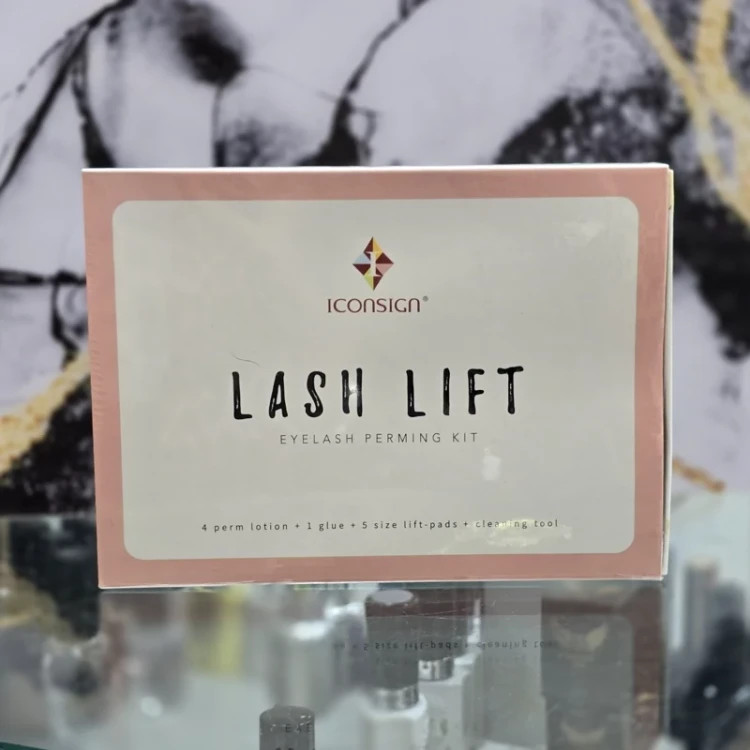 ICONSIGN®
LASH LIFT
EYELASH PERMING KIT
4 perm lotion + 1 glue + 5 size lift-pads + cleaning tool